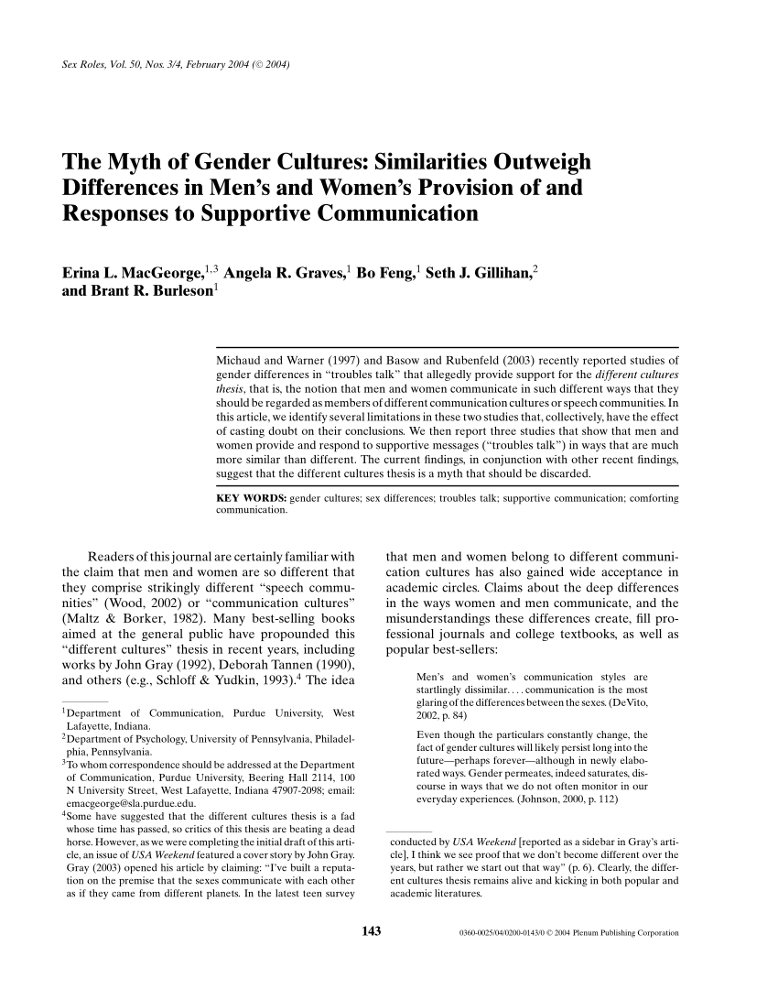 Sex Roles, Vol. 50, Nos. 3/4, February 2004 (© 2004)
The Myth of Gender Cultures: Similarities Outweigh
Differences in Men's and Women's Provision of and
Responses to Supportive Communication
Erina L. MacGeorge,1,3 Angela R. Graves,1 Bo Feng,1 Seth J. Gillihan,2
and Brant R. Burleson1
Michaud and Warner (1997) and Basow and Rubenfeld (2003) recently reported studies of
gender differences in “troubles talk” that allegedly provide support for the different cultures
thesis, that is, the notion that men and women communicate in such different ways that they
should be regarded as members of different communication cultures or speech communities. In
this article, we identify several limitations in these two studies that, collectively, have the effect
of casting doubt on their conclusions. We then report three studies that show that men and
women provide and respond to supportive messages (“troubles talk”) in ways that are much
more similar than different. The current findings, in conjunction with other recent findings,
suggest that the different cultures thesis is a myth that should be discarded.
KEY WORDS: gender cultures; sex differences; troubles talk; supportive communication; comforting
communication.
Readers of this journal are certainly familiar with
the claim that men and women are so different that
they comprise strikingly different “speech commu-
nities” (Wood, 2002) or “communication cultures”
(Maltz & Borker, 1982). Many best-selling books
aimed at the general public have propounded this
“different cultures” thesis in recent years, including
works by John Gray (1992), Deborah Tannen (1990),
and others (e.g., Schloff & Yudkin, 1993).4 The idea
1Department of Communication, Purdue University, West
Lafayette, Indiana.
2Department of Psychology, University of Pennsylvania, Philadel-
phia, Pennsylvania.
3To whom correspondence should be addressed at the Department
of Communication, Purdue University, Beering Hall 2114, 100
N University Street, West Lafayette, Indiana 47907-2098; email:
emacgeorge@sla.purdue.edu.
4Some have suggested that the different cultures thesis is a fad
whose time has passed, so critics of this thesis are beating a dead
horse. However, as we were completing the initial draft of this arti-
cle, an issue of USA Weekend featured a cover story by John Gray.
Gray (2003) opened his article by claiming: “I've built a reputa-
tion on the premise that the sexes communicate with each other
as if they came from different planets. In the latest teen survey
that men and women belong to different communi-
cation cultures has also gained wide acceptance in
academic circles. Claims about the deep differences
in the ways women and men communicate, and the
misunderstandings these differences create, fill pro-
fessional journals and college textbooks, as well as
popular best-sellers:
Men's and women's communication styles are
startlingly dissimilar. . . . communication is the most
glaring of the differences between the sexes. (DeVito,
2002, p. 84)
Even though the particulars constantly change, the
fact of gender cultures will likely persist long into the
future—perhaps forever—although in newly elabo-
rated ways. Gender permeates, indeed saturates, dis-
course in ways that we do not often monitor in our
everyday experiences. (Johnson, 2000, p. 112)
conducted by USA Weekend [reported as a sidebar in Gray's arti-
cle], I think we see proof that we don't become different over the
years, but rather we start out that way” (p. 6). Clearly, the differ-
ent cultures thesis remains alive and kicking in both popular and
academic literatures.
143
0360-0025/04/0200-0143/0 © 2004 Plenum Publishing Corporation